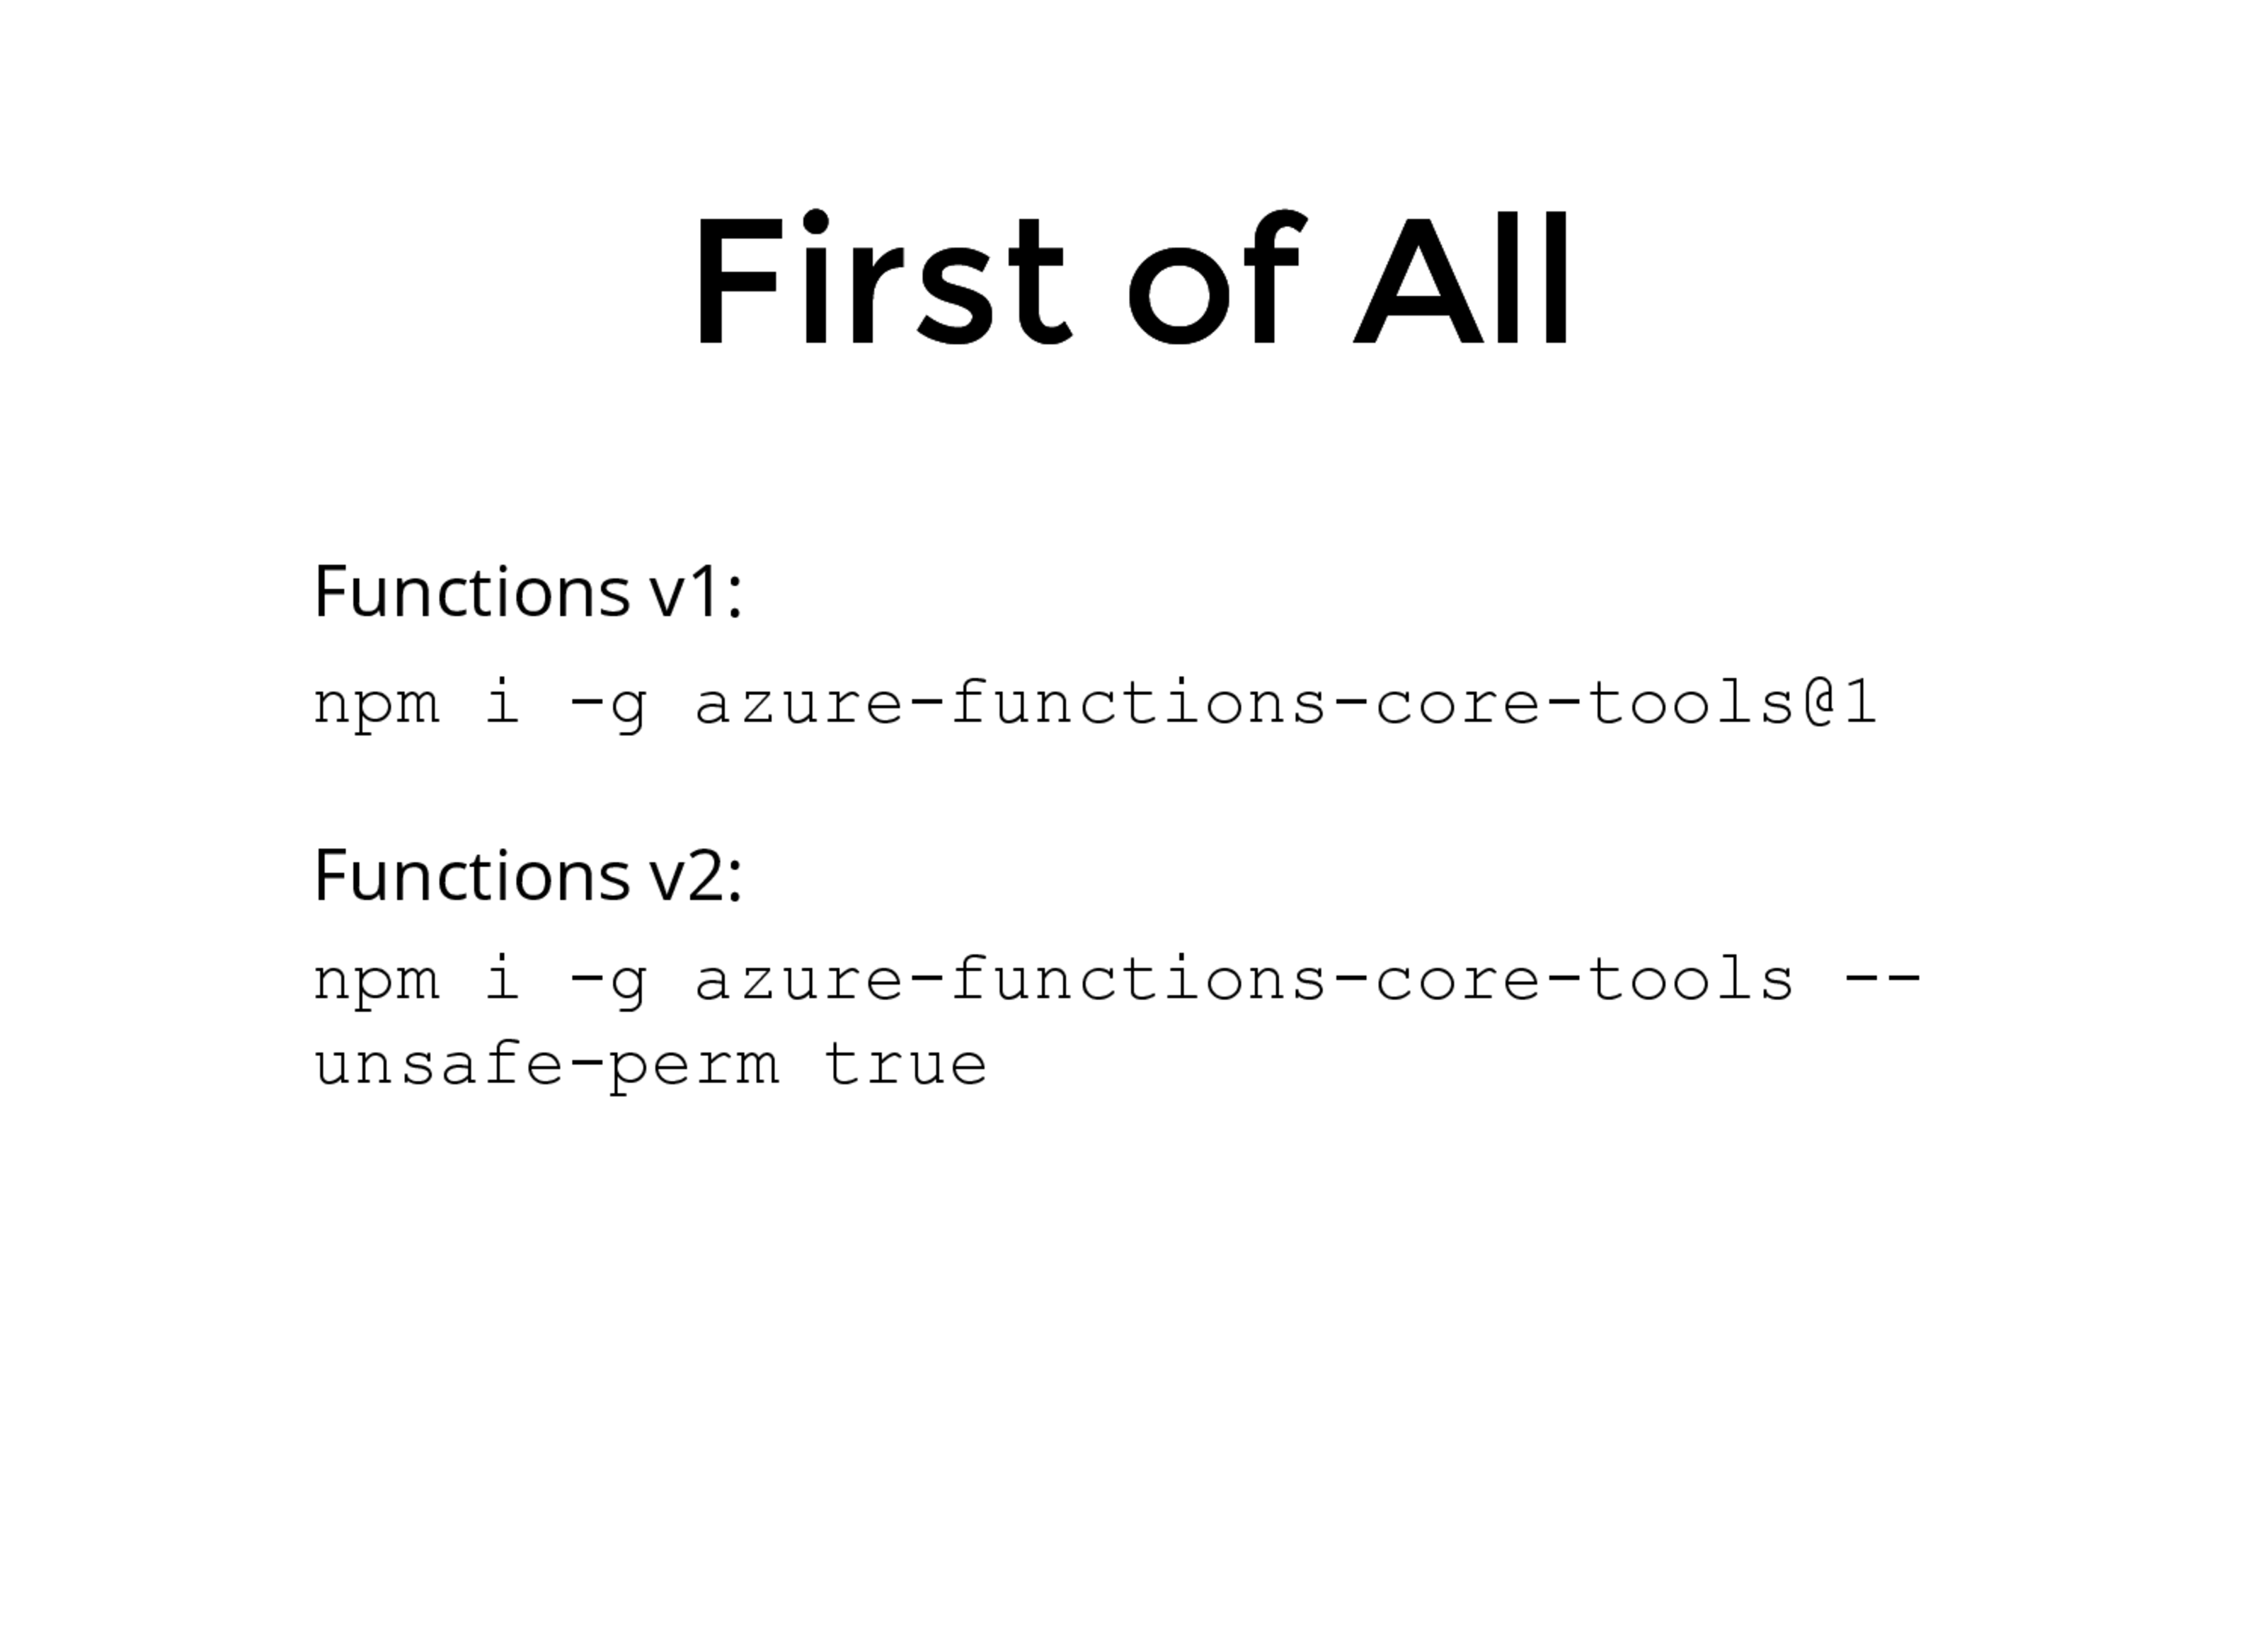 First of All
Functions v1:
npm i -g azure-functions-core-tools@1
Functions v2:
npm i -g azure-functions-core-tools --
unsafe-perm true